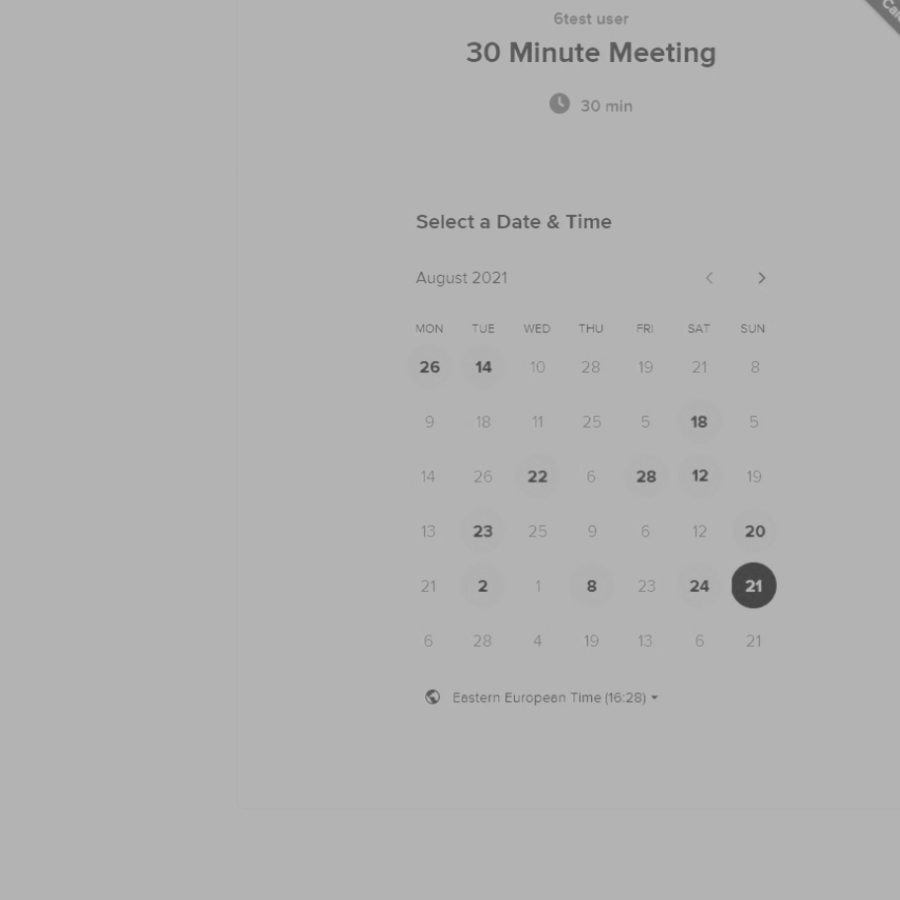 6test user
30 Minute Meeting
30 min
Select a Date & Time
August 2021
MON TUE WED THU FRI SAT SUN
26 14 10 28 19 21 8
9 18 11 25 5 18 5
14 26 22 6 28 12 19
13 23 25 9 6 12 20
21 2 1 8 23 24 21
6 28 4 19 13 6 21
Eastern European Time (16:28)